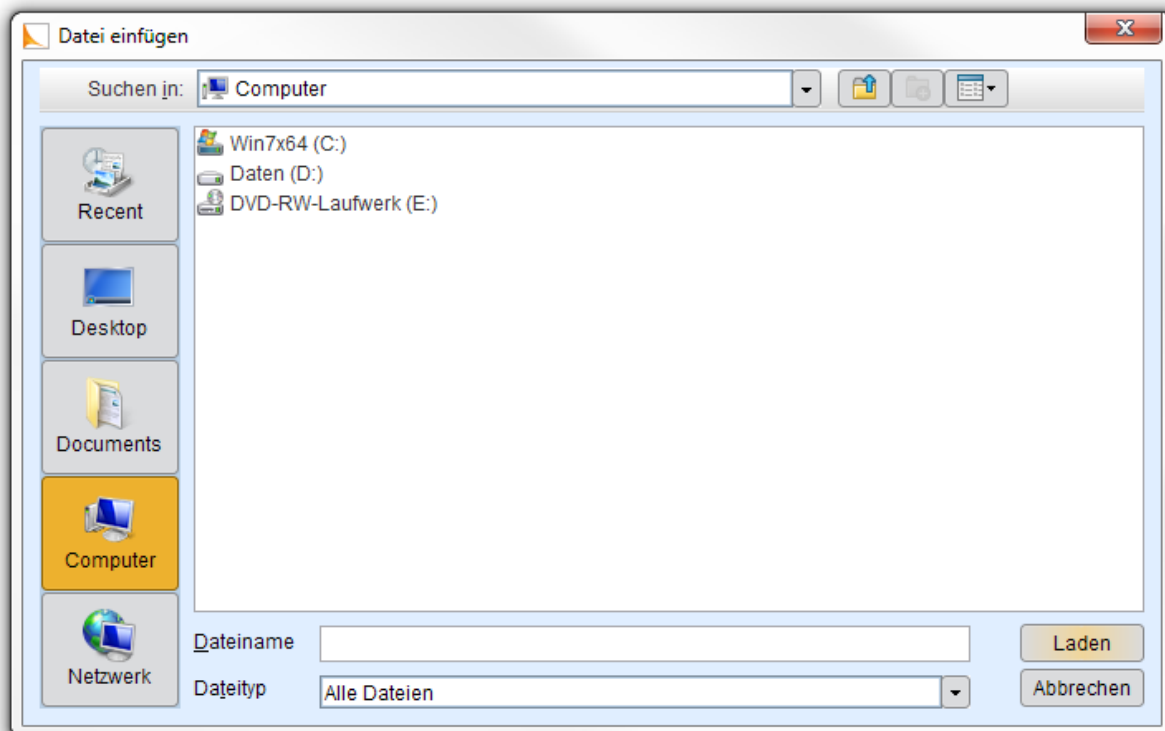 Datei einfügen
Suchen in: Computer
Win7x64 (C:)
Daten (D:)
DVD-RW-Laufwerk (E:)
Recent
Desktop
Documents
Computer
Netzwerk
Dateiname
Laden
Dateityp Alle Dateien
Abbrechen